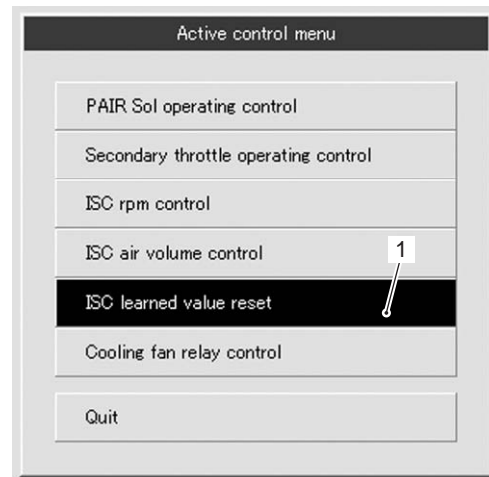 Active control menu
PAIR Sol operating control
Secondary throttle operating control
ISC rpm control
ISC air volume control
1
ISC learned value reset
Cooling fan relay control
Quit